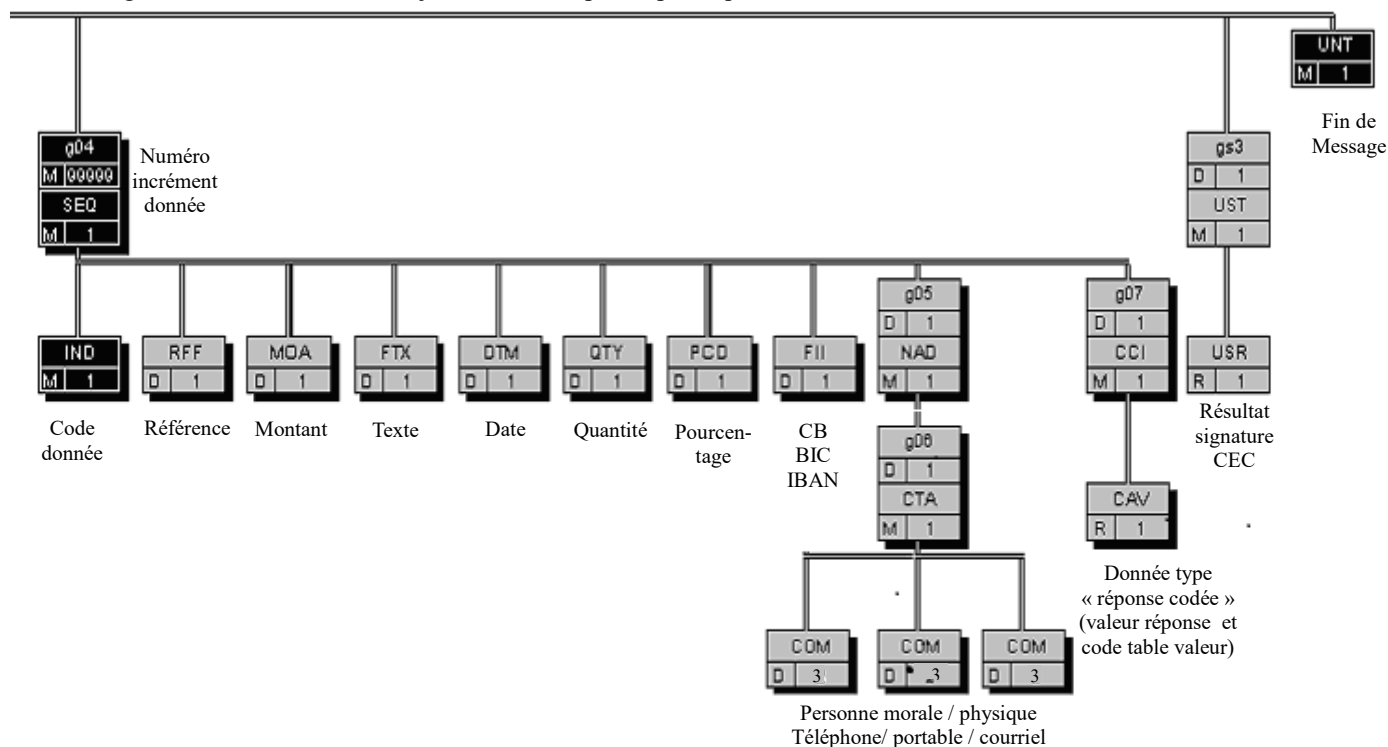 UNT
M 1
Fin de
Message
g04
M 99999
SEQ
M 1
Numéro
incrément
donnée
gs3
D 1
UST
M 1
IND
M 1
Code
donnée
RFF
D 1
Référence
MOA
D 1
Montant
FTX
D 1
Texte
DTM
D 1
Date
QTY
D 1
Quantité
PCD
D 1
Pourcen-
tage
FII
D 1
CB
BIC
IBAN
g05
D 1
NAD
M 1
g06
D 1
CTA
M 1
COM
D 3
COM
D 3
COM
D 3
Personne morale / physique
Téléphone/ portable / courriel
g07
D 1
CCI
M 1
CAV
R 1
Donnée type
« réponse codée »
(valeur réponse et
code table valeur)
USR
R 1
Résultat
signature
CEC